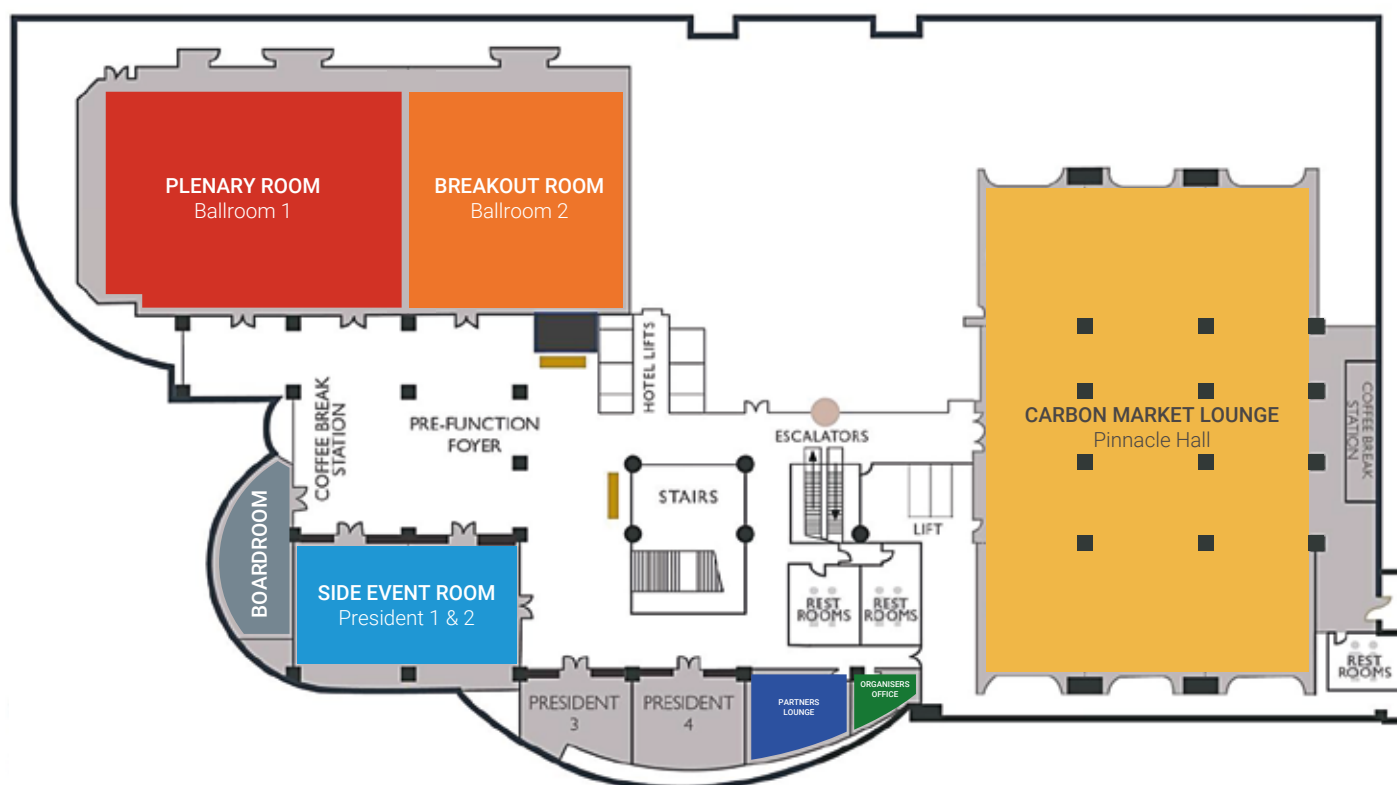 PLENARY ROOM
Ballroom 1
BREAKOUT ROOM
Ballroom 2
HOTEL LIFTS
COFFEE BREAK
STATION
PRE-FUNCTION
FOYER
ESCALATORS
CARBON MARKET LOUNGE
Pinnacle Hall
COFFEE BREAK
STATION
STAIRS
LIFT
BOARDROOM
SIDE EVENT ROOM
President 1 & 2
REST
ROOMS
REST
ROOMS
REST
ROOMS
PRESIDENT
3
PRESIDENT
4
PARTNERS
LOUNGE
ORGANISERS
OFFICE